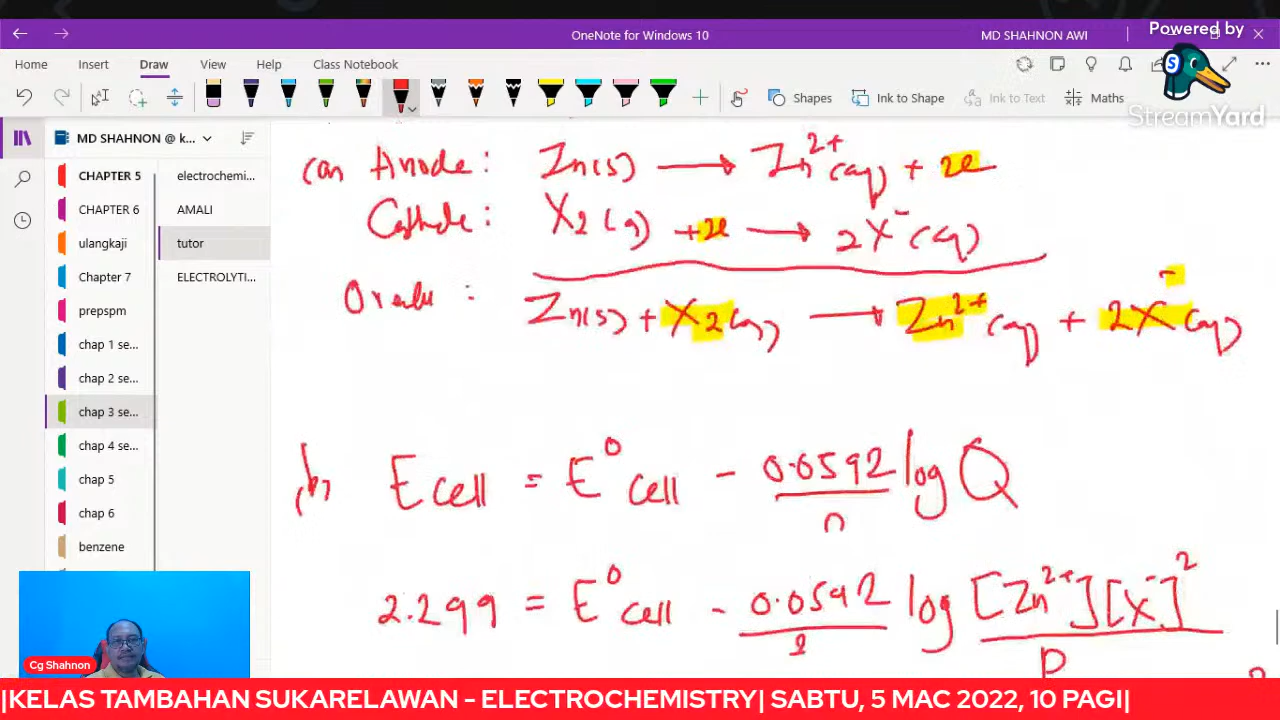 Powered by
OneNote for Windows 10
MD SHAHNON AWI
StreamYard
Home Insert Draw View Help Class Notebook
Shapes Ink to Shape Ink to Text Maths
MD SHAHNON @ k...
CHAPTER 5
CHAPTER 6
ulangkaji
Chapter 7
prepspm
chap 1 se...
chap 2 se...
chap 3 se...
chap 4 se...
chap 5
chap 6
benzene
electrochemi...
AMALI
tutor
ELECTROLYTI...
(a) Anode: Zn(s) → Zn²⁺(aq) + 2e
Cathode: X₂(g) + 2e → 2X⁻(aq)
: Zn(s) + X₂(g) → Zn²⁺(aq) + 2X⁻(aq)
(b) Ecell = E⁰cell - 0.0592/n log Q
2.299 = E⁰cell - 0.0592/2 log [Zn²⁺][X⁻]²/P
Cg Shahnon
|KELAS TAMBAHAN SUKARELAWAN - ELECTROCHEMISTRY| SABTU, 5 MAC 2022, 10 PAGI|